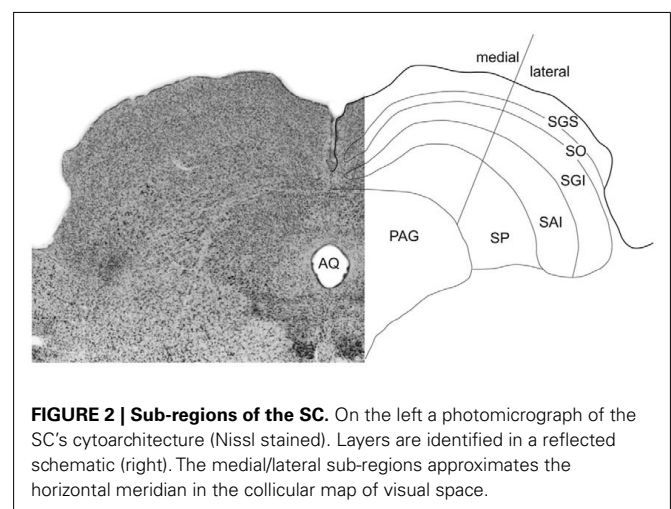 medial
lateral
SGS
SO
SGI
SAI
SP
PAG
AQ
FIGURE 2 | Sub-regions of the SC. On the left a photomicrograph of the
SC's cytoarchitecture (Nissl stained). Layers are identified in a reflected
schematic (right). The medial/lateral sub-regions approximates the
horizontal meridian in the collicular map of visual space.